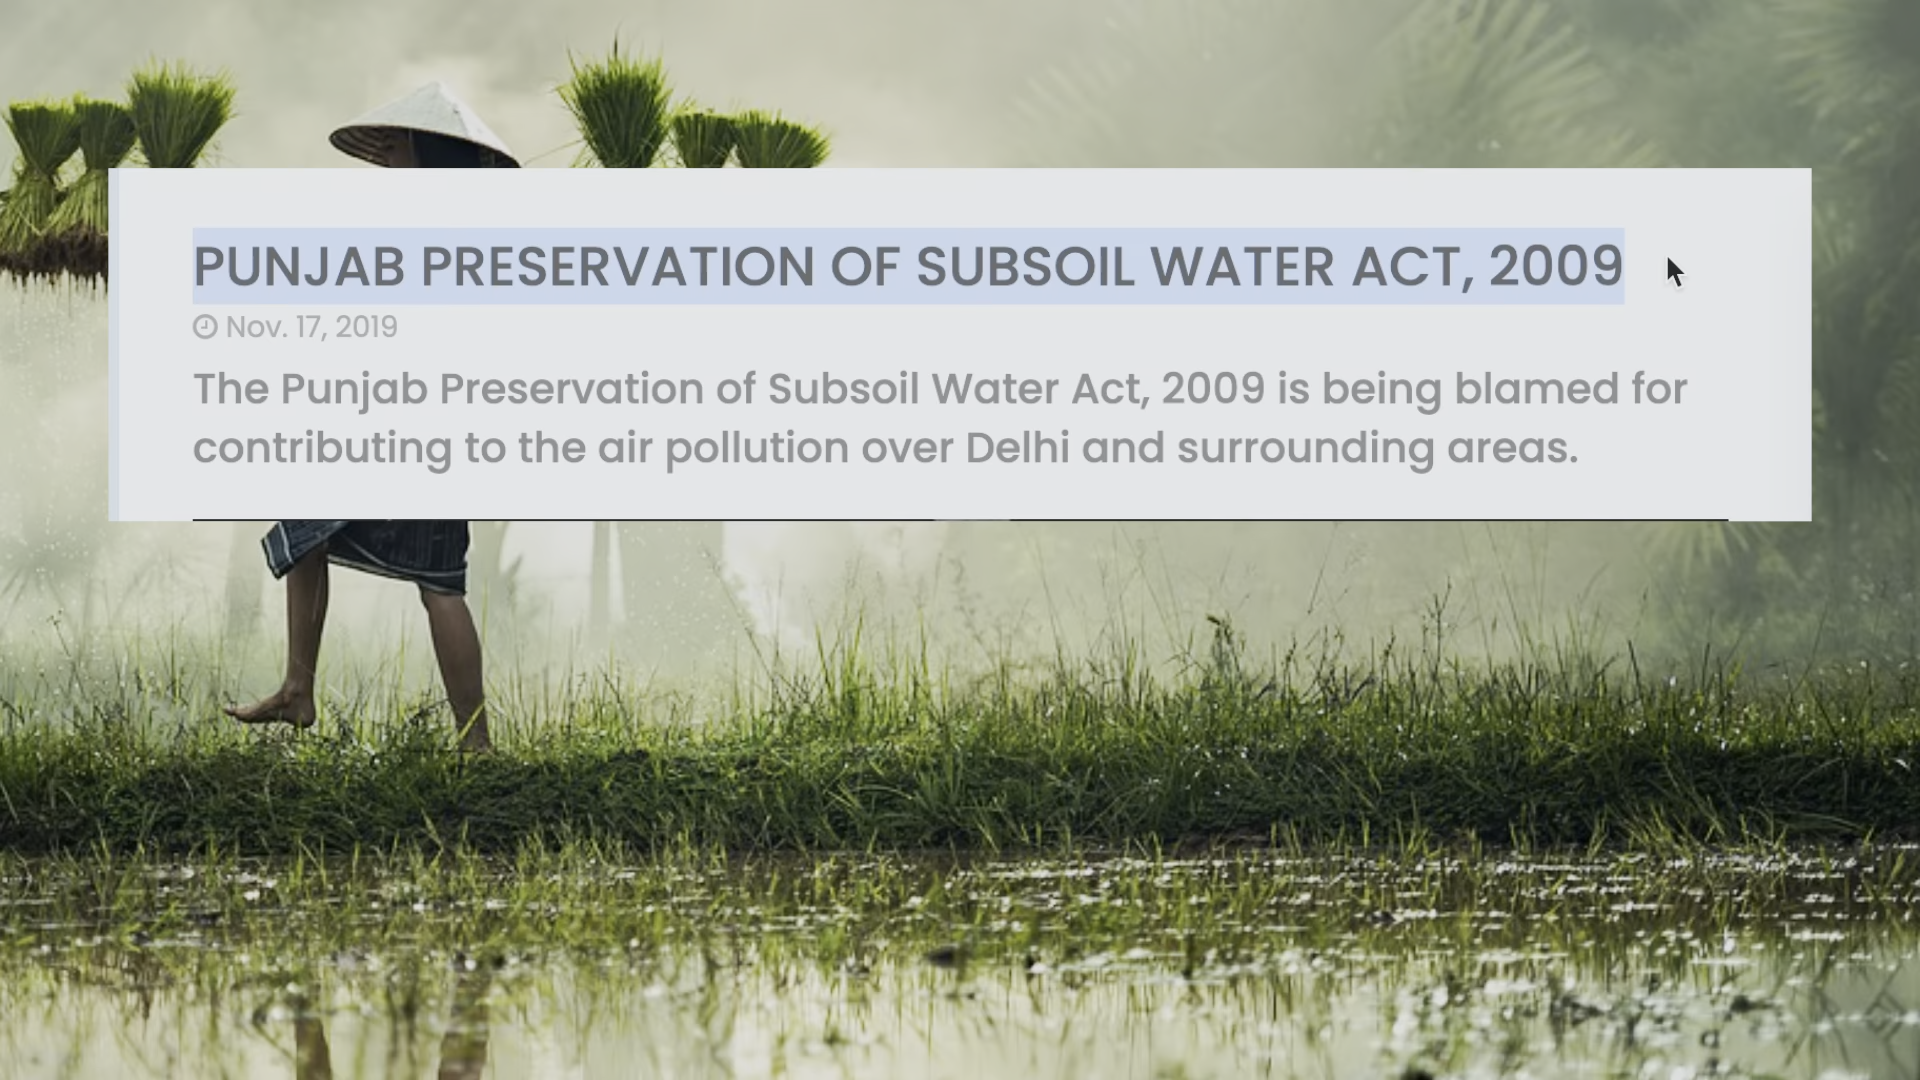 PUNJAB PRESERVATION OF SUBSOIL WATER ACT, 2009
Nov. 17, 2019
The Punjab Preservation of Subsoil Water Act, 2009 is being blamed for
contributing to the air pollution over Delhi and surrounding areas.